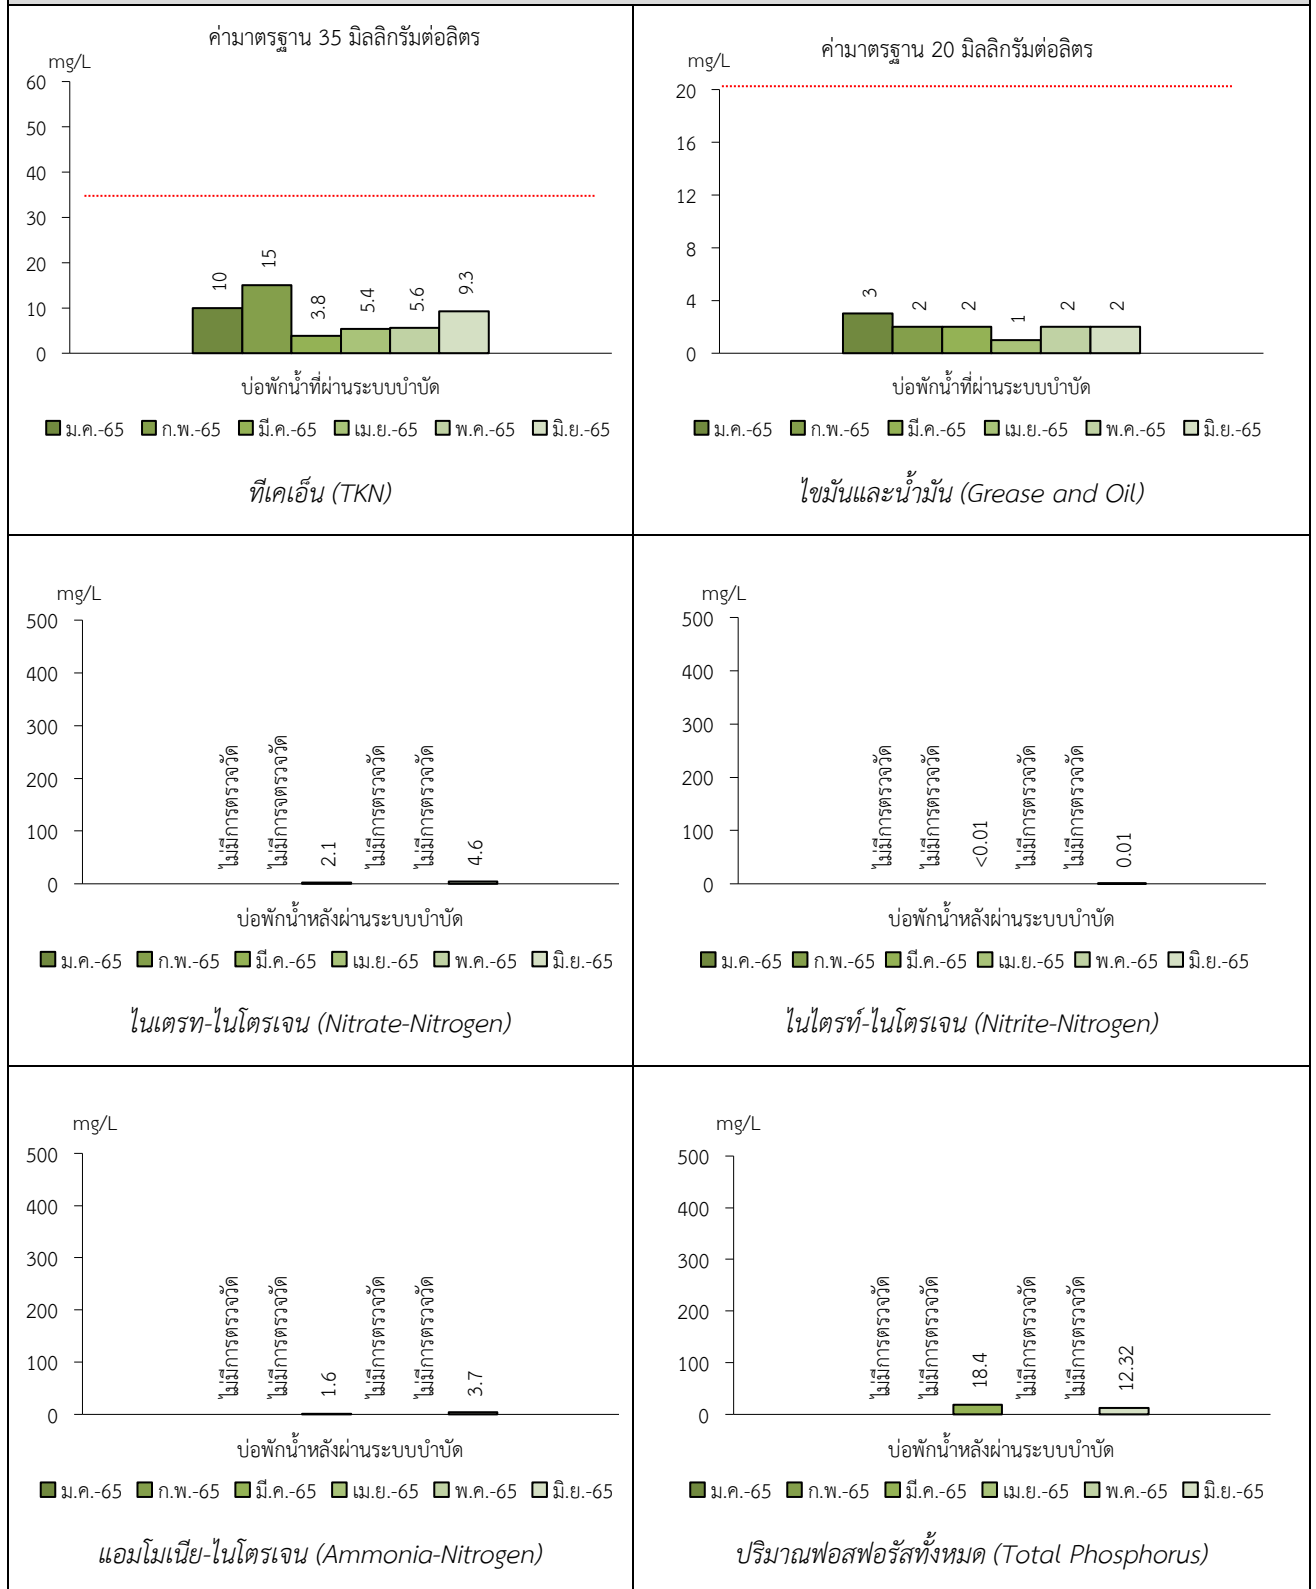 ค่ามาตรฐาน 35 มิลลิกรัมต่อลิตร
mg/L
60
50
40
30
20
10
0
10
15
3.8
5.4
5.6
9.3
บ่อพักน้ำที่ผ่านระบบบำบัด
ม.ค.-65 ก.พ.-65 มี.ค.-65 เม.ย.-65 พ.ค.-65 มิ.ย.-65
ทีเคเอ็น (TKN)
ค่ามาตรฐาน 20 มิลลิกรัมต่อลิตร
mg/L
20
16
12
8
4
0
3
2
2
1
2
2
บ่อพักน้ำที่ผ่านระบบบำบัด
ม.ค.-65 ก.พ.-65 มี.ค.-65 เม.ย.-65 พ.ค.-65 มิ.ย.-65
ไขมันและน้ำมัน (Grease and Oil)
mg/L
500
400
300
200
100
0
ไม่มีการตรวจวัด
ไม่มีการจตรวจวัด
2.1
ไม่มีการตรวจวัด
ไม่มีการตรวจวัด
4.6
บ่อพักน้ำหลังผ่านระบบบำบัด
ม.ค.-65 ก.พ.-65 มี.ค.-65 เม.ย.-65 พ.ค.-65 มิ.ย.-65
ไนเตรท-ไนโตรเจน (Nitrate-Nitrogen)
mg/L
500
400
300
200
100
0
ไม่มีการตรวจวัด
ไม่มีการตรวจวัด
<0.01
ไม่มีการตรวจวัด
ไม่มีการตรวจวัด
0.01
บ่อพักน้ำหลังผ่านระบบบำบัด
ม.ค.-65 ก.พ.-65 มี.ค.-65 เม.ย.-65 พ.ค.-65 มิ.ย.-65
ไนไตรท์-ไนโตรเจน (Nitrite-Nitrogen)
mg/L
500
400
300
200
100
0
ไม่มีการตรวจวัด
ไม่มีการตรวจวัด
1.6
ไม่มีการตรวจวัด
ไม่มีการตรวจวัด
3.7
บ่อพักน้ำหลังผ่านระบบบำบัด
ม.ค.-65 ก.พ.-65 มี.ค.-65 เม.ย.-65 พ.ค.-65 มิ.ย.-65
แอมโมเนีย-ไนโตรเจน (Ammonia-Nitrogen)
mg/L
500
400
300
200
100
0
ไม่มีการตรวจวัด
ไม่มีการตรวจวัด
18.4
ไม่มีการตรวจวัด
ไม่มีการตรวจวัด
12.32
บ่อพักน้ำหลังผ่านระบบบำบัด
ม.ค.-65 ก.พ.-65 มี.ค.-65 เม.ย.-65 พ.ค.-65 มิ.ย.-65
ปริมาณฟอสฟอรัสทั้งหมด (Total Phosphorus)